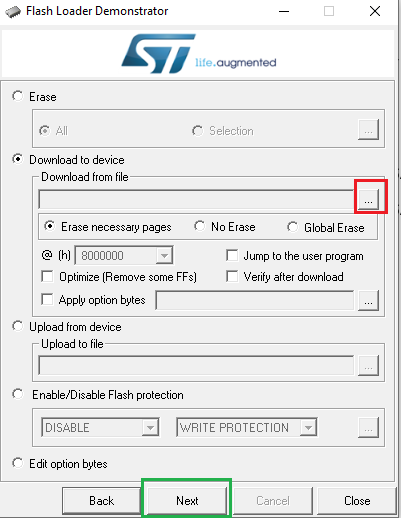 Flash Loader Demonstrator
ST
life.augmented
Erase
All Selection ...
Download to device
Download from file
...
Erase necessary pages No Erase Global Erase
@ (h) 8000000 Jump to the user program
Optimize (Remove some FFs) Verify after download
Apply option bytes ...
Upload from device
Upload to file
...
Enable/Disable Flash protection
DISABLE WRITE PROTECTION ...
Edit option bytes
Back Next Cancel Close